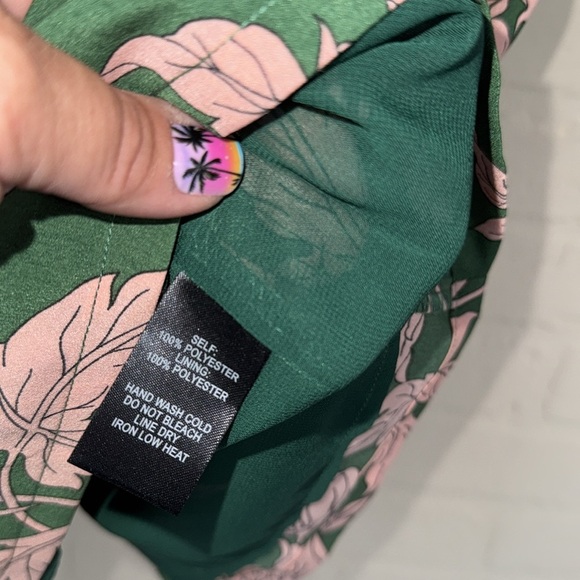 SELF:
100% POLYESTER
LINING:
100% POLYESTER
HAND WASH COLD
DO NOT BLEACH
LINE DRY
IRON LOW HEAT